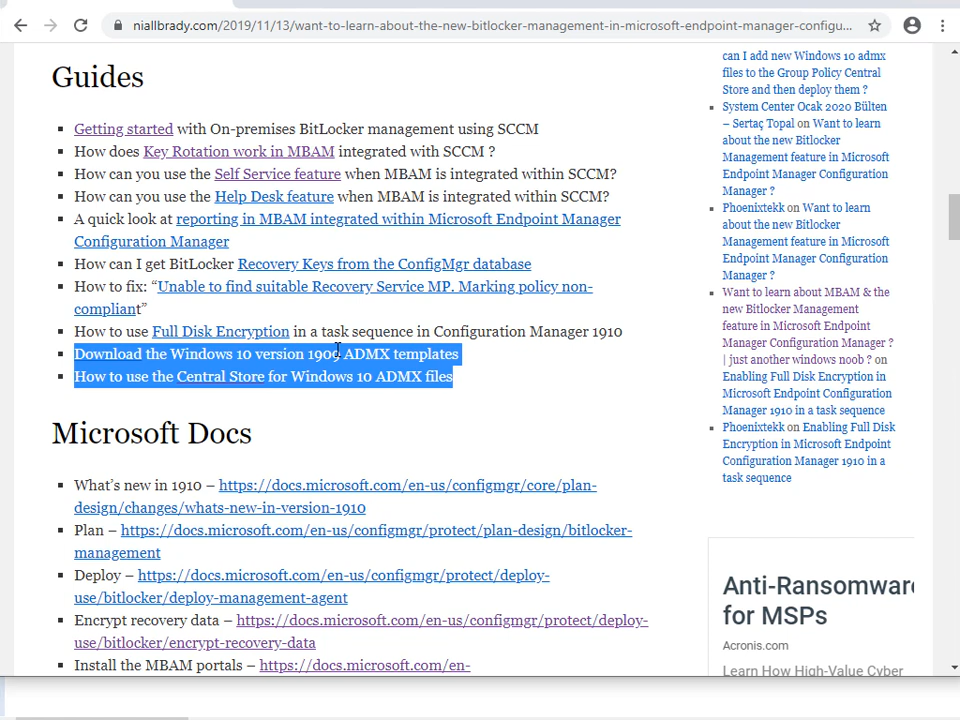 niallbrady.com/2019/11/13/want-to-learn-about-the-new-bitlocker-management-in-microsoft-endpoint-manager-configu...
Guides
Getting started with On-premises BitLocker management using SCCM
How does Key Rotation work in MBAM integrated with SCCM ?
How can you use the Self Service feature when MBAM is integrated within SCCM?
How can you use the Help Desk feature when MBAM is integrated within SCCM?
A quick look at reporting in MBAM integrated within Microsoft Endpoint Manager
Configuration Manager
How can I get BitLocker Recovery Keys from the ConfigMgr database
How to fix: “Unable to find suitable Recovery Service MP. Marking policy non-
compliant”
How to use Full Disk Encryption in a task sequence in Configuration Manager 1910
Download the Windows 10 version 1909 ADMX templates
How to use the Central Store for Windows 10 ADMX files
Microsoft Docs
What’s new in 1910 – https://docs.microsoft.com/en-us/configmgr/core/plan-
design/changes/whats-new-in-version-1910
Plan – https://docs.microsoft.com/en-us/configmgr/protect/plan-design/bitlocker-
management
Deploy – https://docs.microsoft.com/en-us/configmgr/protect/deploy-
use/bitlocker/deploy-management-agent
Encrypt recovery data – https://docs.microsoft.com/en-us/configmgr/protect/deploy-
use/bitlocker/encrypt-recovery-data
Install the MBAM portals – https://docs.microsoft.com/en-
can I add new Windows 10 admx
files to the Group Policy Central
Store and then deploy them ?
System Center Ocak 2020 Bülten
– Sertaç Topal on Want to learn
about the new Bitlocker
Management feature in Microsoft
Endpoint Manager Configuration
Manager ?
Phoenixtekk on Want to learn
about the new Bitlocker
Management feature in Microsoft
Endpoint Manager Configuration
Manager ?
Want to learn about MBAM & the
new Bitlocker Management
feature in Microsoft Endpoint
Manager Configuration Manager ?
| just another windows noob ? on
Enabling Full Disk Encryption in
Microsoft Endpoint Configuration
Manager 1910 in a task sequence
Phoenixtekk on Enabling Full Disk
Encryption in Microsoft Endpoint
Configuration Manager 1910 in a
task sequence
Anti-Ransomware
for MSPs
Acronis.com
Learn How High-Value Cyber